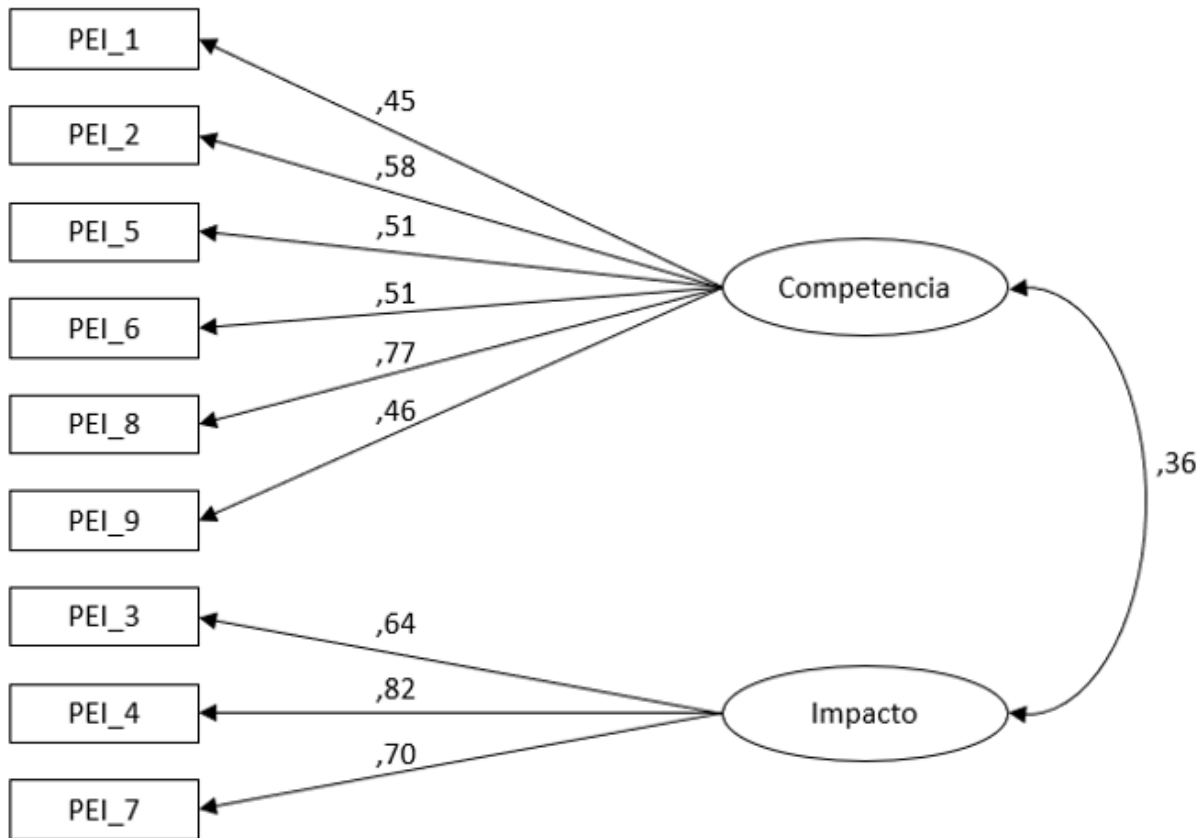 PEI_1
,45
PEI_2
,58
PEI_5
,51
Competencia
PEI_6
,51
PEI_8
,77
PEI_9
,46
,36
PEI_3
,64
PEI_4
,82
Impacto
PEI_7
,70